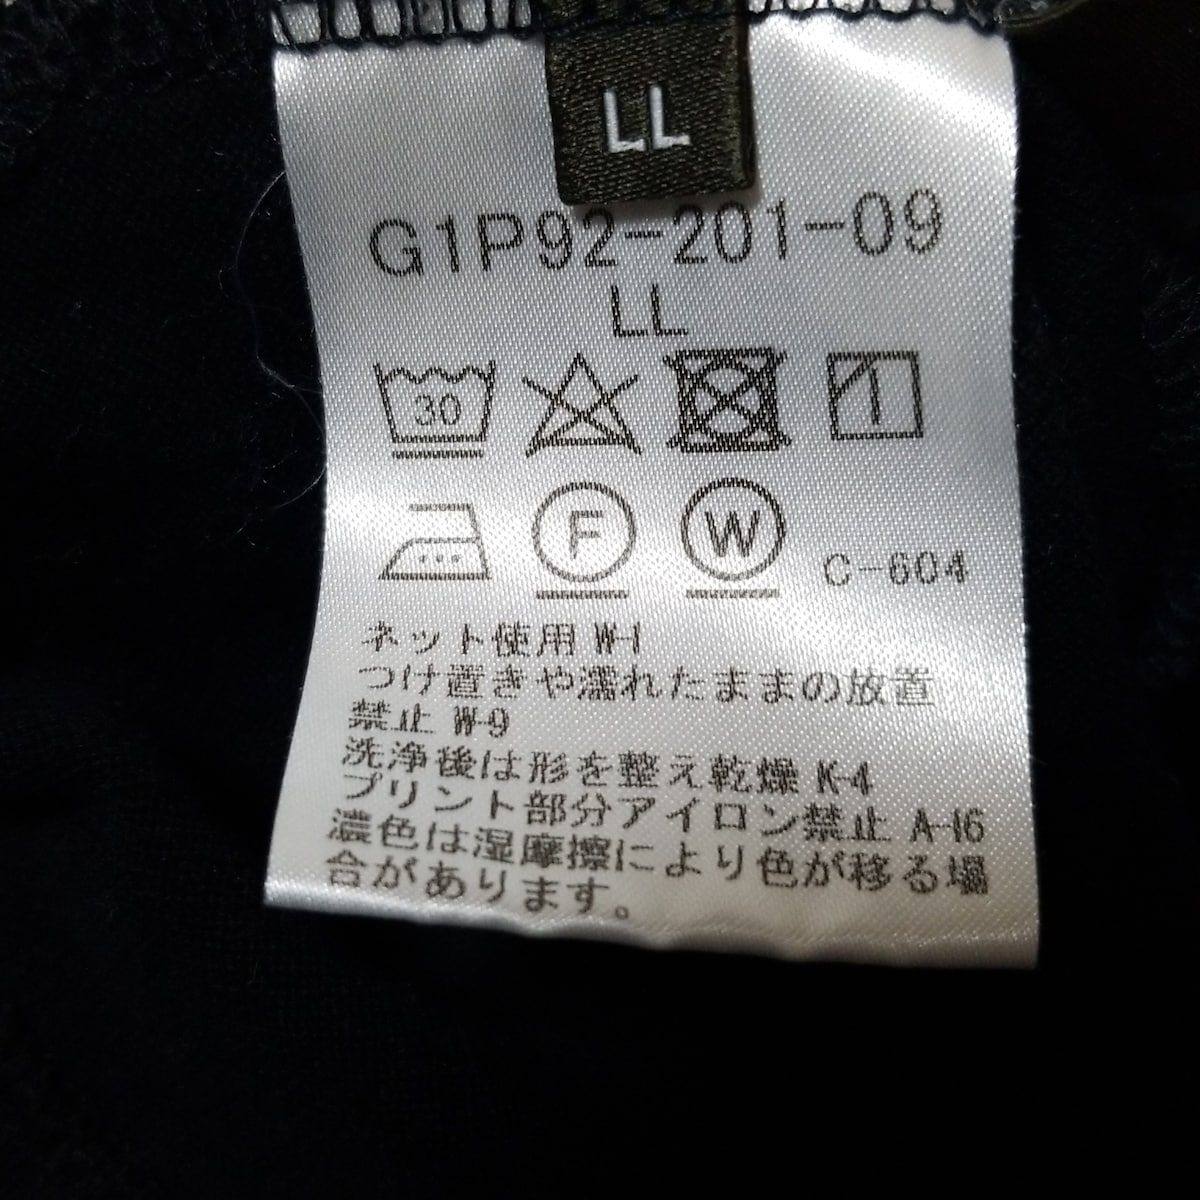 LL
G1P92-201-09
LL
30
F W C-604
ネット使用 W-1
つけ置きや濡れたままの放置
禁止 W-9
洗浄後は形を整え乾燥 K-4
プリント部分アイロン禁止 A-16
濃色は湿摩擦により色が移る場
合があります。